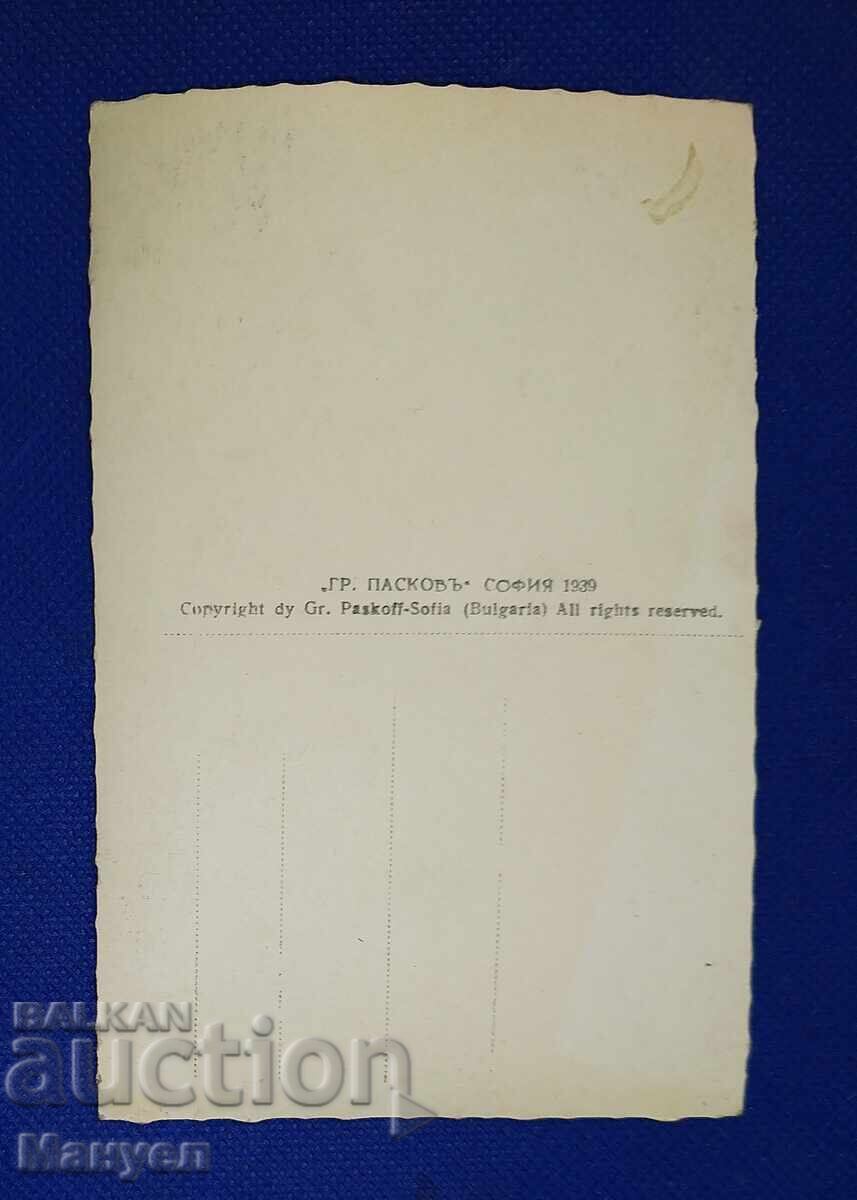 „ГР. ПАСКОВЪ“ СОФИЯ 1939
Copyright dy Gr. Paskoff-Sofia (Bulgaria) All rights reserved.
BALKAN
auction
Мануел